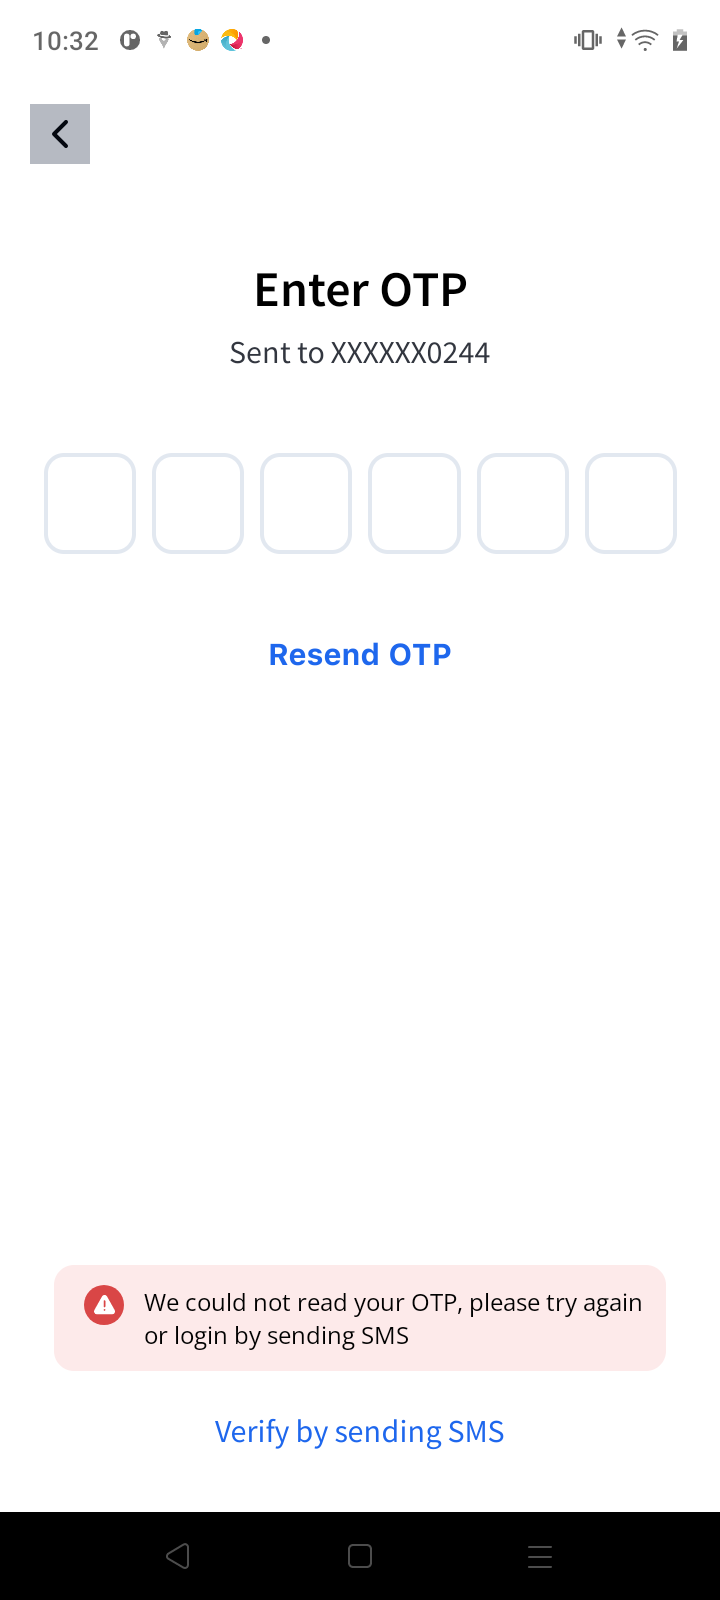 10:32
Enter OTP
Sent to XXXXXX0244
Resend OTP
We could not read your OTP, please try again
or login by sending SMS
Verify by sending SMS